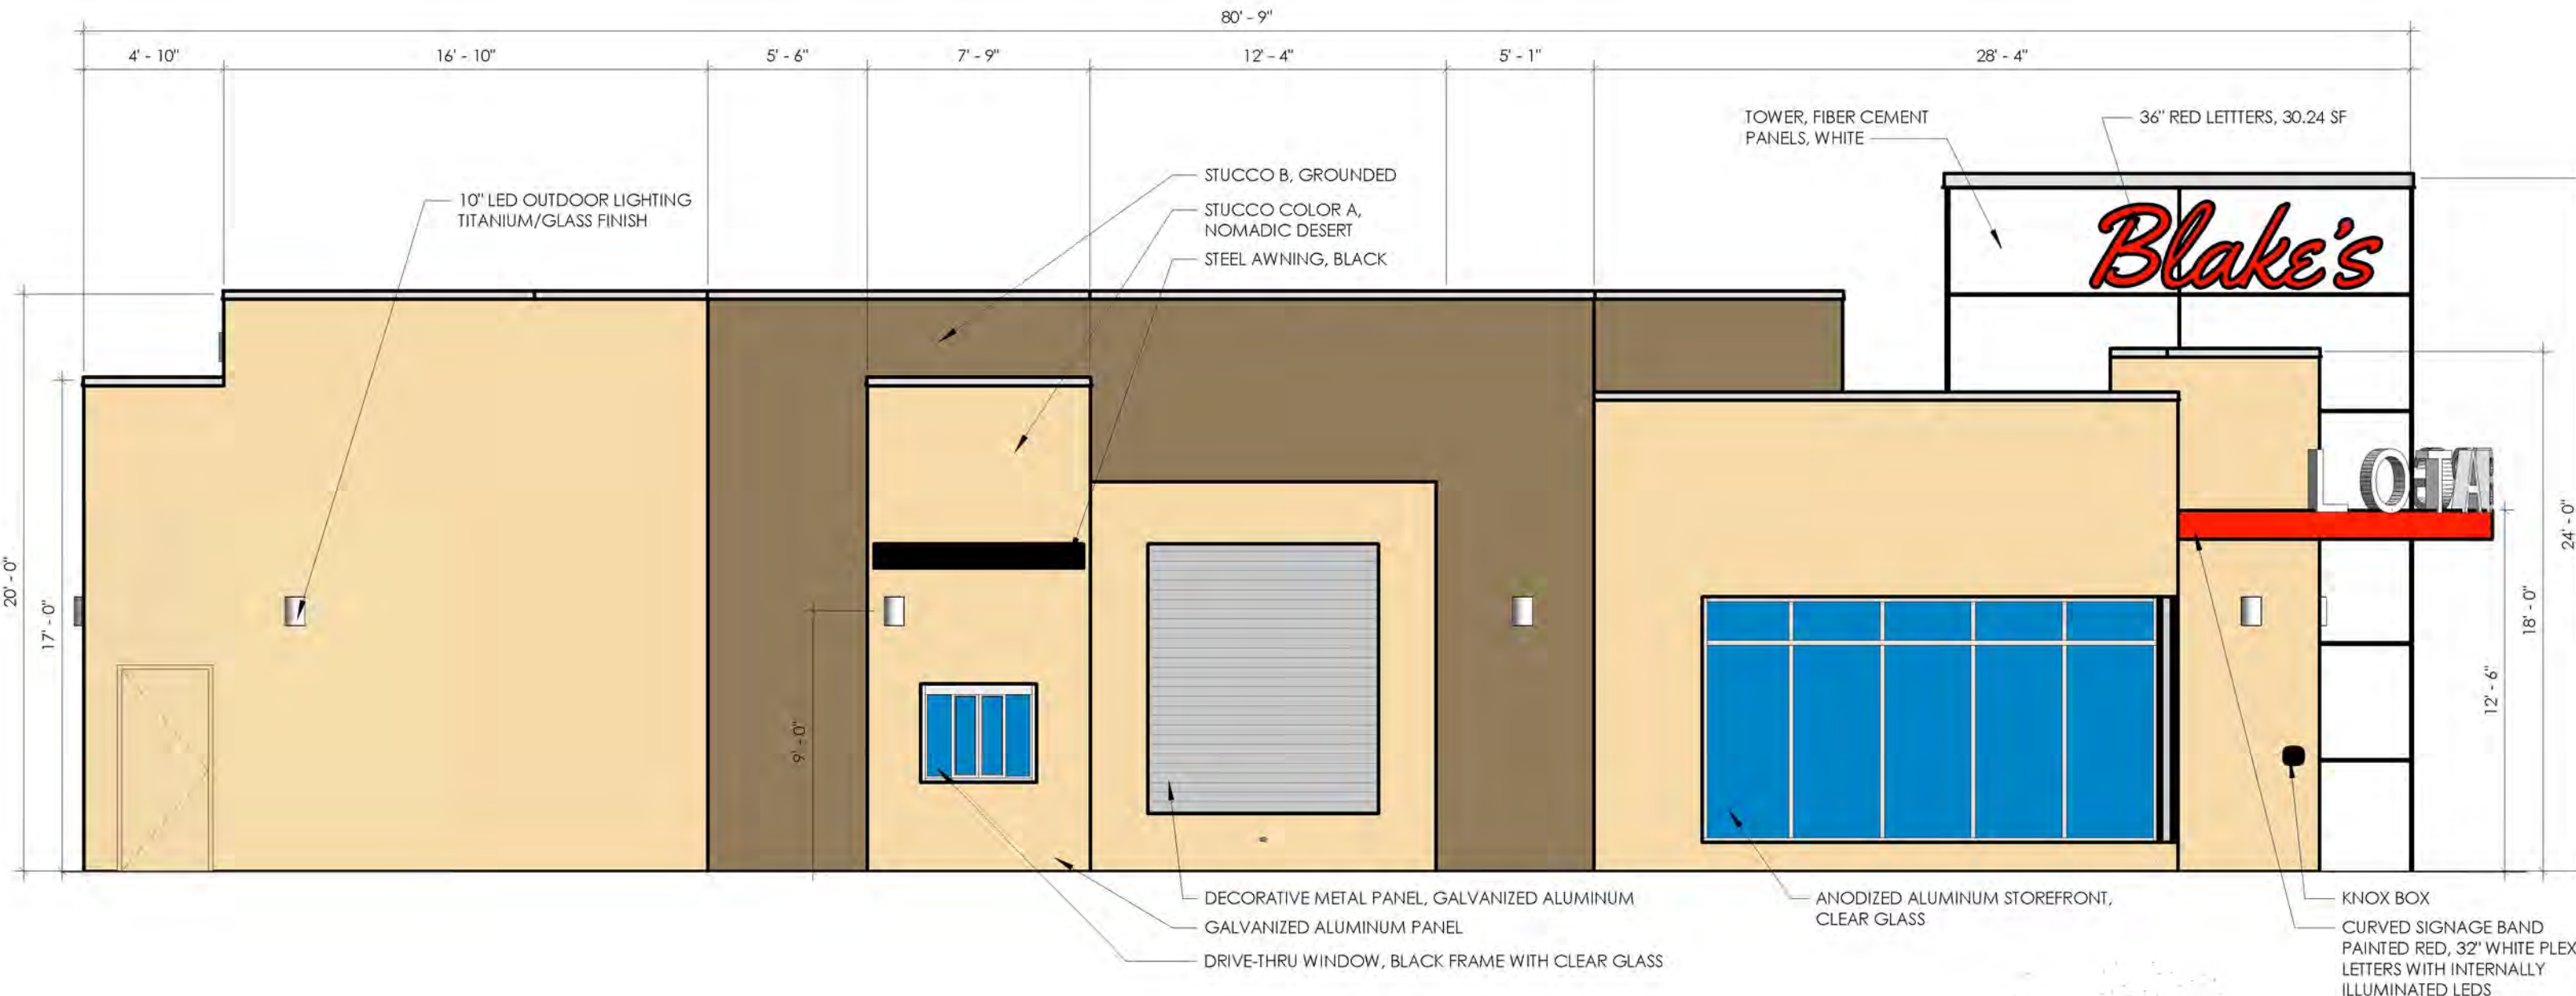 80' - 9"
4' - 10"
16' - 10"
5' - 6"
7' - 9"
12' - 4"
5' - 1"
28' - 4"
TOWER, FIBER CEMENT
PANELS, WHITE
36" RED LETTTERS, 30.24 SF
STUCCO B, GROUNDED
10" LED OUTDOOR LIGHTING
TITANIUM/GLASS FINISH
STUCCO COLOR A,
NOMADIC DESERT
STEEL AWNING, BLACK
Blake's
20' - 0"
17' - 0"
9' - 0"
12' - 6"
18' - 0"
24' - 0"
DECORATIVE METAL PANEL, GALVANIZED ALUMINUM
GALVANIZED ALUMINUM PANEL
DRIVE-THRU WINDOW, BLACK FRAME WITH CLEAR GLASS
ANODIZED ALUMINUM STOREFRONT,
CLEAR GLASS
KNOX BOX
CURVED SIGNAGE BAND
PAINTED RED, 32" WHITE PLEX
LETTERS WITH INTERNALLY
ILLUMINATED LEDS